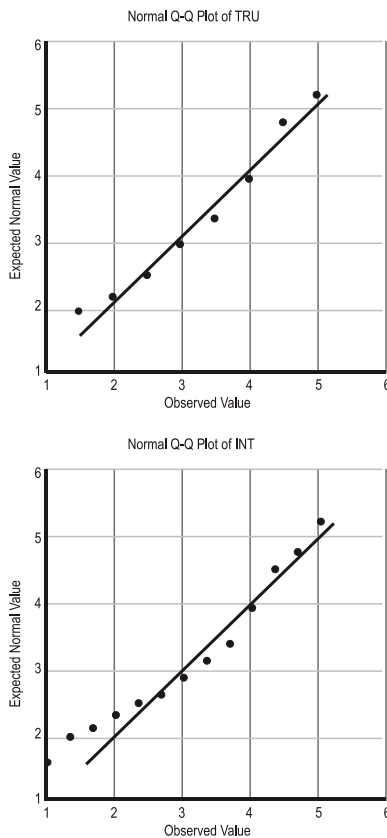 Normal Q-Q Plot of TRU
6
5
4
3
2
1
Expected Normal Value
1 2 3 4 5 6
Observed Value
Normal Q-Q Plot of INT
6
5
4
3
2
1
Expected Normal Value
1 2 3 4 5 6
Observed Value